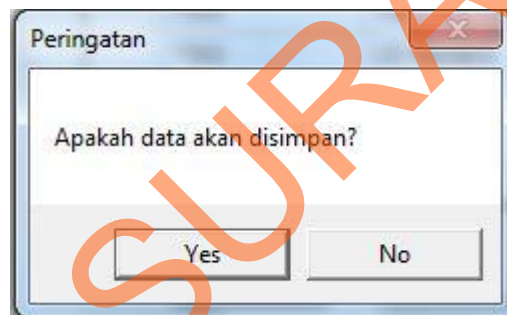 Peringatan
Apakah data akan disimpan?
Yes
No
SURA